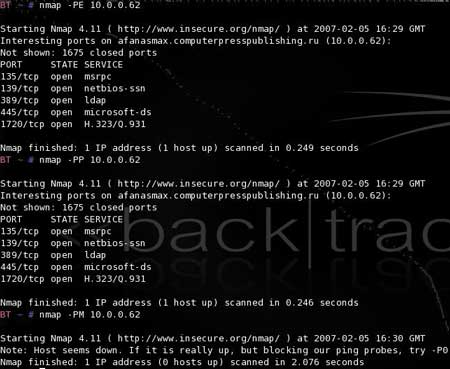 BT ~ # nmap -PE 10.0.0.62
Starting Nmap 4.11 ( http://www.insecure.org/nmap/ ) at 2007-02-05 16:29 GMT
Interesting ports on afanasmax.computerpresspublishing.ru (10.0.0.62):
Not shown: 1675 closed ports
PORT STATE SERVICE
135/tcp open msrpc
139/tcp open netbios-ssn
389/tcp open ldap
445/tcp open microsoft-ds
1720/tcp open H.323/Q.931
Nmap finished: 1 IP address (1 host up) scanned in 0.249 seconds
BT ~ # nmap -PP 10.0.0.62
Starting Nmap 4.11 ( http://www.insecure.org/nmap/ ) at 2007-02-05 16:29 GMT
Interesting ports on afanasmax.computerpresspublishing.ru (10.0.0.62):
Not shown: 1675 closed ports
PORT STATE SERVICE
135/tcp open msrpc
139/tcp open netbios-ssn
389/tcp open ldap
445/tcp open microsoft-ds
1720/tcp open H.323/Q.931
back|trac
Nmap finished: 1 IP address (1 host up) scanned in 0.246 seconds
BT ~ # nmap -PM 10.0.0.62
Starting Nmap 4.11 ( http://www.insecure.org/nmap/ ) at 2007-02-05 16:30 GMT
Note: Host seems down. If it is really up, but blocking our ping probes, try -P0
Nmap finished: 1 IP address (0 hosts up) scanned in 2.076 seconds